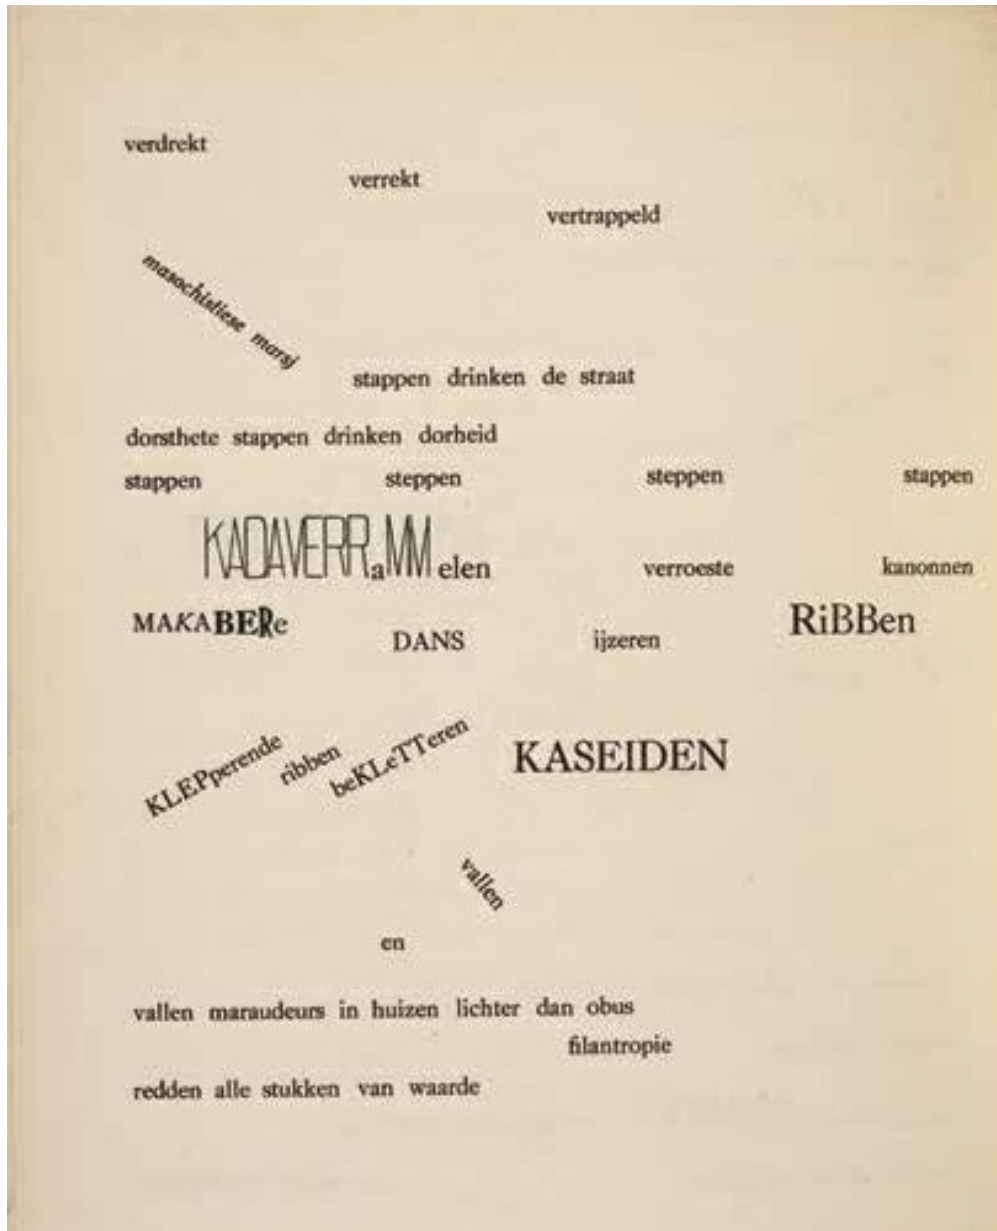 verdrekt
verrekt
vertrappeld
masochistiese marsj
stappen drinken de straat
dorsthete stappen drinken dorheid
stappen steppen steppen stappen
KADAVERRaMMelen verroeste kanonnen
MAKABERe DANS ijzeren RiBBen
KLEPperende ribben beKLeTTeren KASEIDEN
vallen
en
vallen maraudeurs in huizen lichter dan obus
filantropie
redden alle stukken van waarde